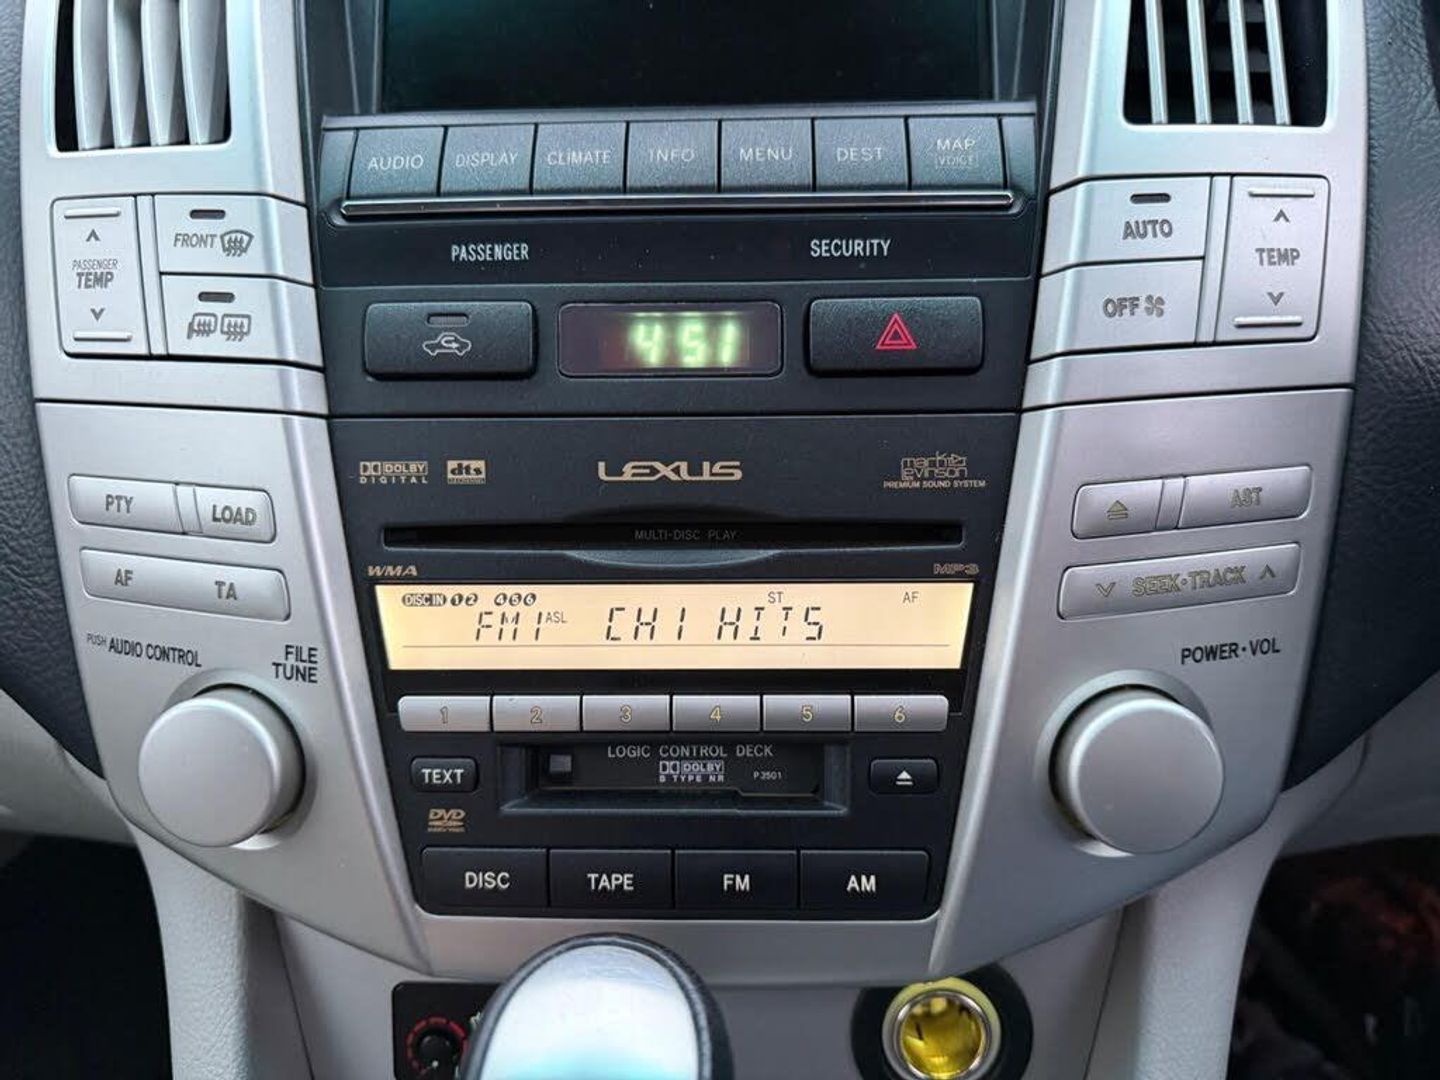 AUDIO DISPLAY CLIMATE INFO MENU DEST MAP
VOICE
FRONT
PASSENGER
TEMP
PASSENGER
SECURITY
AUTO
TEMP
OFF
4:51
DOLBY
DIGITAL
dts
LEXUS
mark
levinson
PREMIUM SOUND SYSTEM
PTY LOAD
AST
MULTI-DISC PLAY
WMA
MP3
AF TA
SEEK•TRACK
DISC IN 1 2 4 5 6
ST AF
FM1 ASL CH1 HITS
PUSH AUDIO CONTROL
FILE
TUNE
POWER•VOL
1 2 3 4 5 6
LOGIC CONTROL DECK
DOLBY
B TYPE NR
P3501
TEXT
DVD
DISC TAPE FM AM